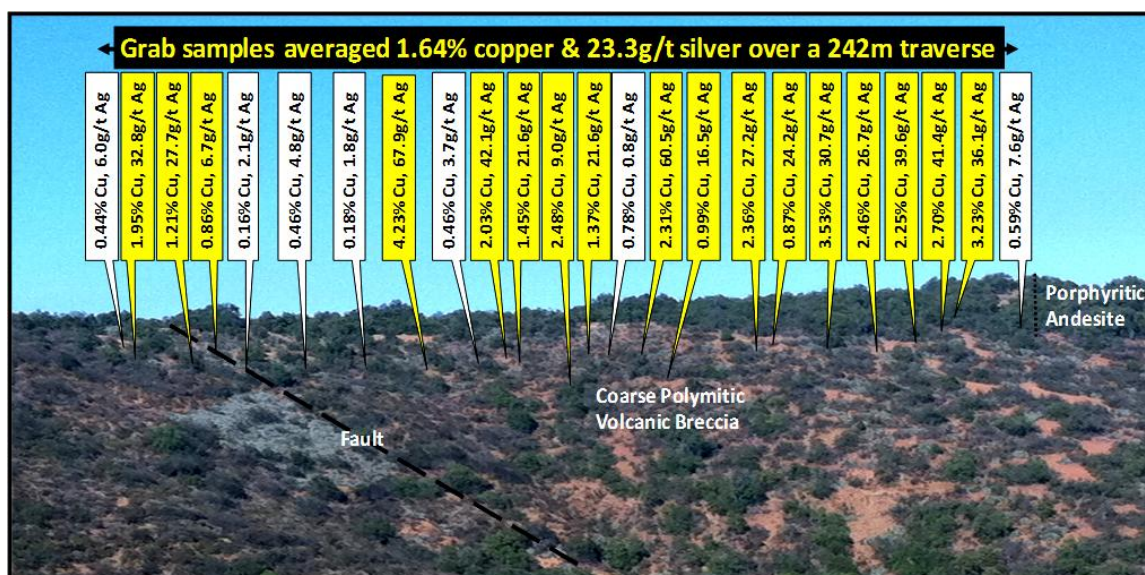 Grab samples averaged 1.64% copper & 23.3g/t silver over a 242m traverse
0.44% Cu, 6.0g/t Ag
1.95% Cu, 32.8g/t Ag
1.21% Cu, 27.7g/t Ag
0.86% Cu, 6.7g/t Ag
0.16% Cu, 2.1g/t Ag
0.46% Cu, 4.8g/t Ag
0.18% Cu, 1.8g/t Ag
4.23% Cu, 67.9g/t Ag
0.46% Cu, 3.7g/t Ag
2.03% Cu, 42.1g/t Ag
1.45% Cu, 21.6g/t Ag
2.48% Cu, 9.0g/t Ag
1.37% Cu, 21.6g/t Ag
0.78% Cu, 0.8g/t Ag
2.31% Cu, 60.5g/t Ag
0.99% Cu, 16.5g/t Ag
2.36% Cu, 27.2g/t Ag
0.87% Cu, 24.2g/t Ag
3.53% Cu, 30.7g/t Ag
2.46% Cu, 26.7g/t Ag
2.25% Cu, 39.6g/t Ag
2.70% Cu, 41.4g/t Ag
3.23% Cu, 36.1g/t Ag
0.59% Cu, 7.6g/t Ag
Porphyritic
Andesite
Coarse Polymitic
Volcanic Breccia
Fault